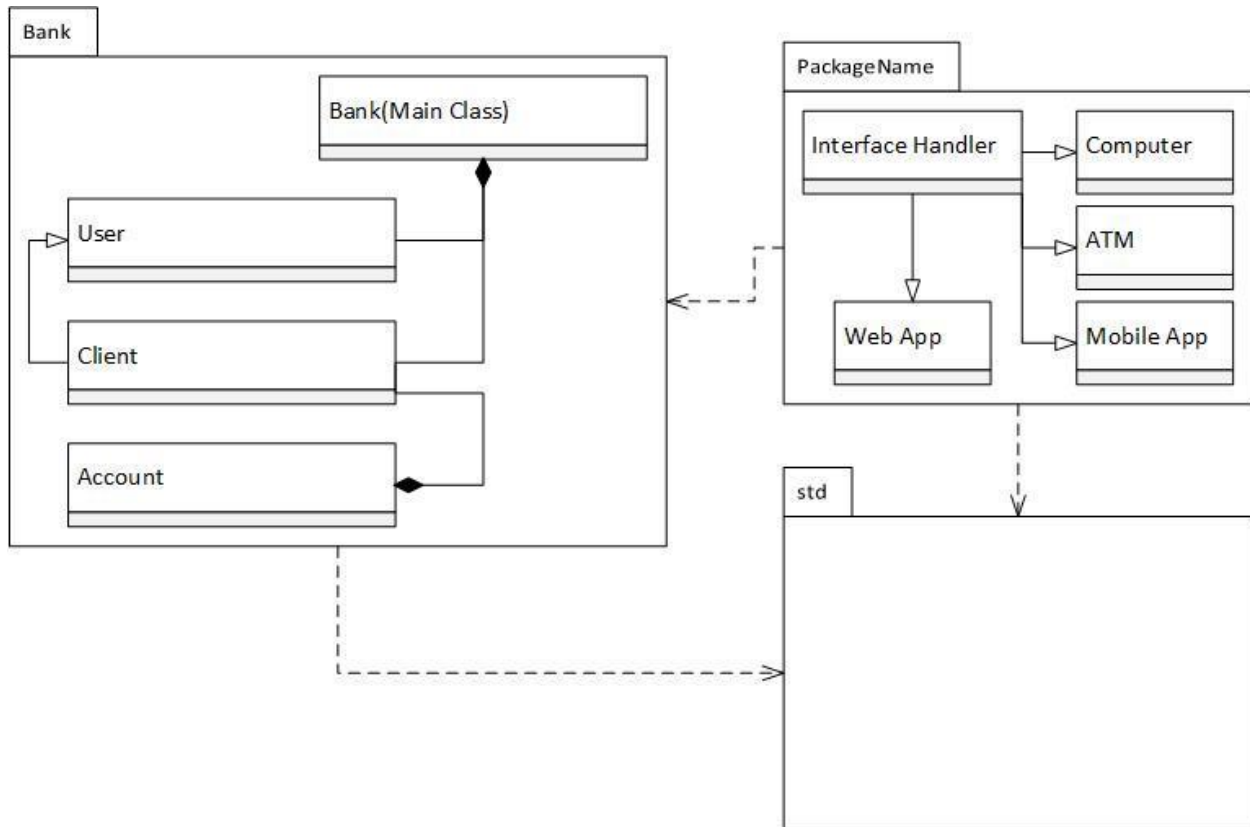 Bank
Bank(Main Class)
User
Client
Account
PackageName
Interface Handler
Computer
ATM
Web App
Mobile App
std